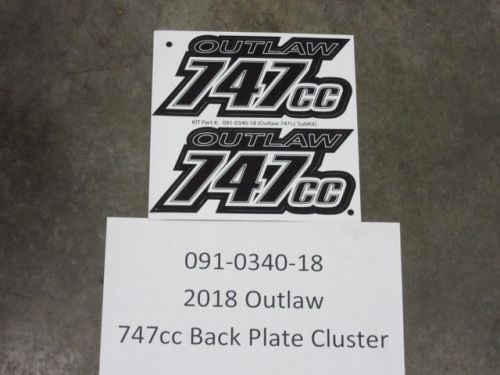 OUTLAW
747cc
KIT Part #: 091-0340-18 (Outlaw 747cc SubKit)
OUTLAW
747cc
091-0340-18
2018 Outlaw
747cc Back Plate Cluster